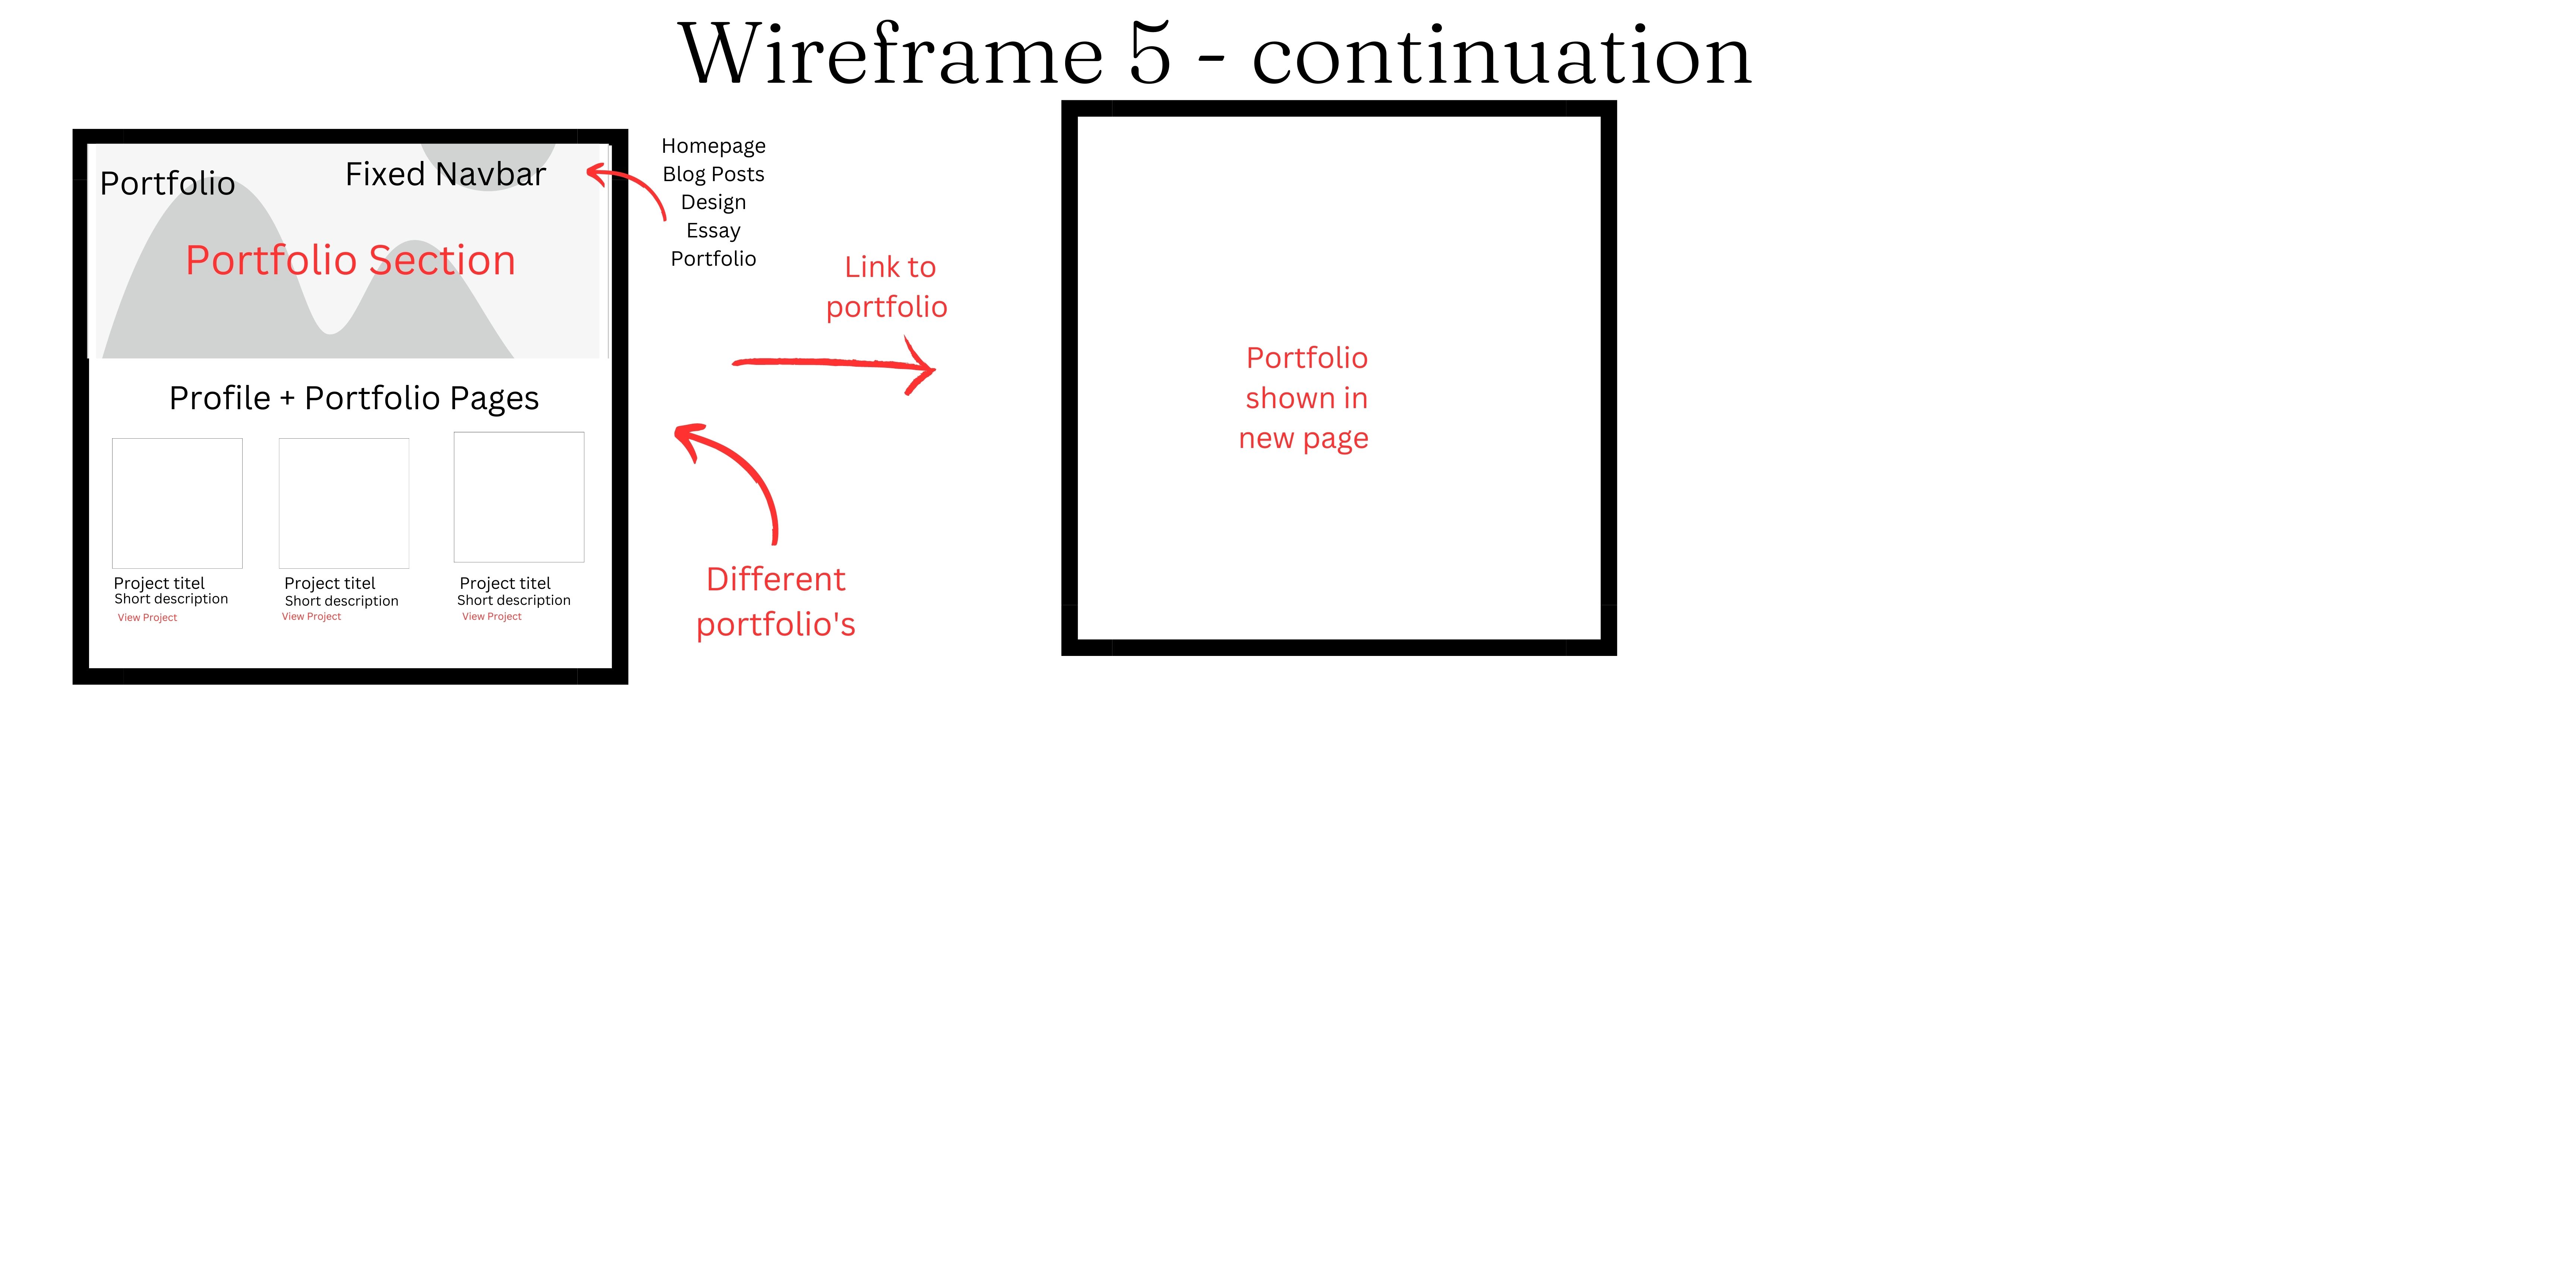 Wireframe 5 - continuation
Portfolio
Fixed Navbar
Portfolio Section
Homepage
Blog Posts
Design
Essay
Portfolio
Link to
portfolio
Profile + Portfolio Pages
Project titel
Short description
View Project
Project titel
Short description
View Project
Project titel
Short description
View Project
Different
portfolio's
Portfolio
shown in
new page